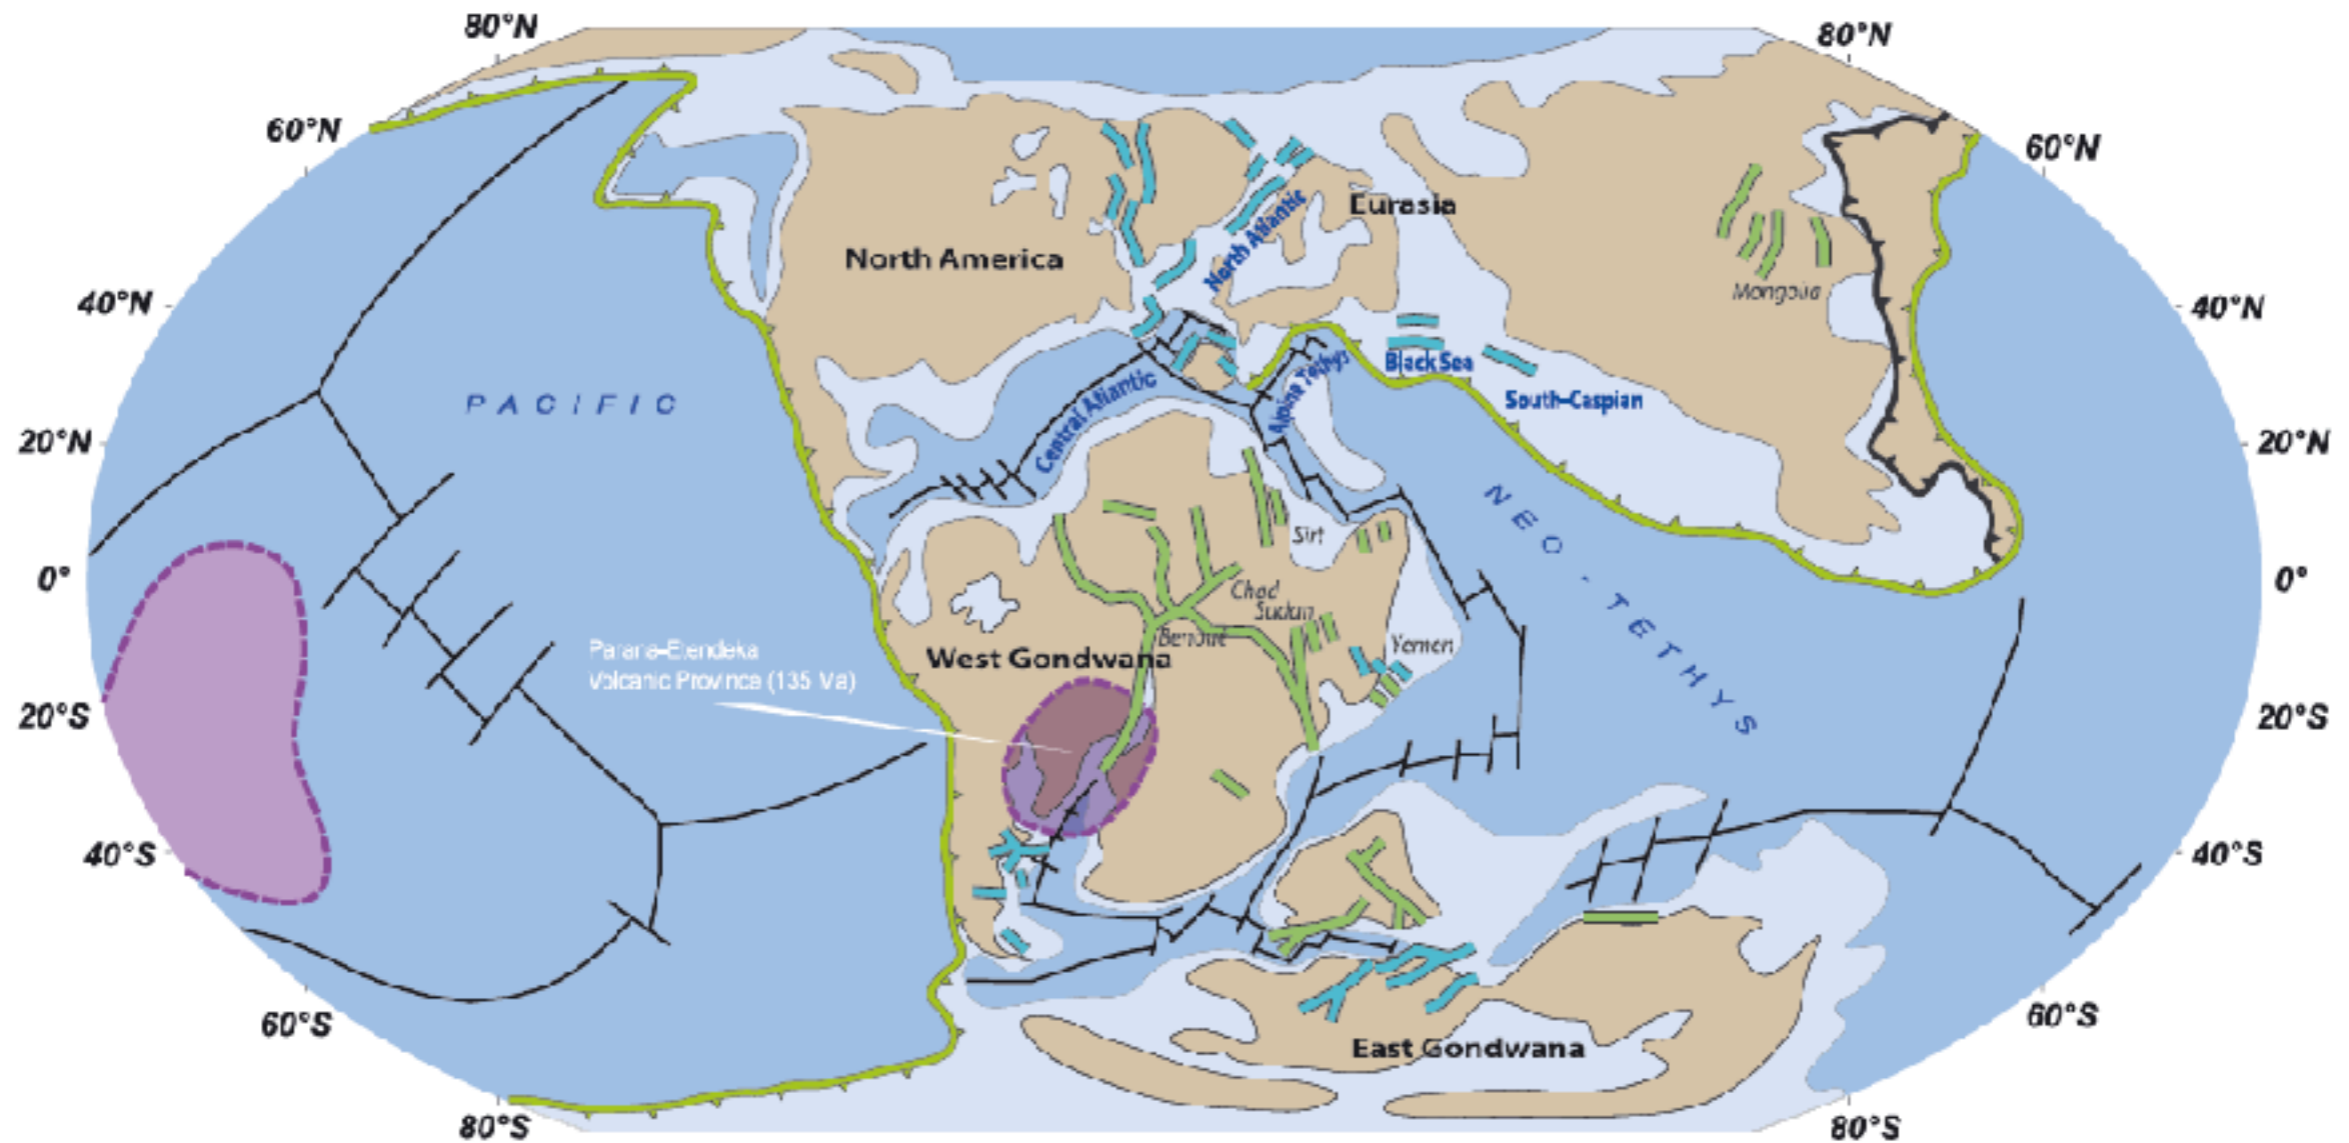 80°N
80°N
60°N
60°N
40°N
40°N
20°N
20°N
0°
0°
20°S
20°S
40°S
40°S
60°S
60°S
80°S
80°S
North America
Eurasia
North Atlantic
Mongolia
PACIFIC
Central Atlantic
Alpine Tethys
Black Sea
South-Caspian
NEO-TETHYS
Sirt
Chad
Sudan
Benoué
Yemen
West Gondwana
Parana-Etendeka
Volcanic Province (135 Ma)
East Gondwana